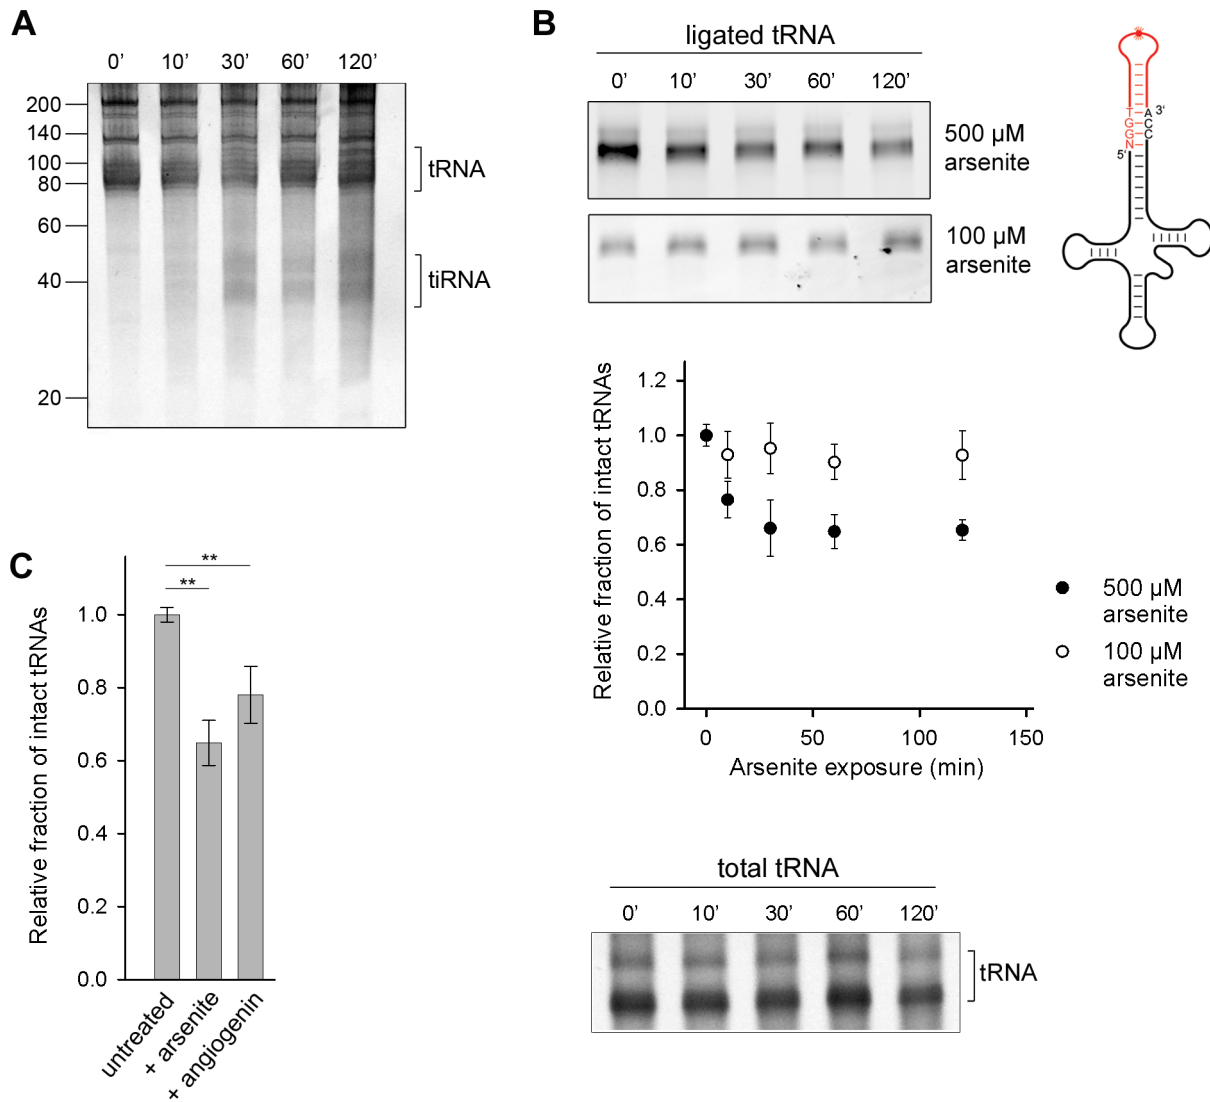 A
0’ 10’ 30’ 60’ 120’
200
140
100
80
60
40
20
tRNA
tiRNA
B
ligated tRNA
0’ 10’ 30’ 60’ 120’
500 µM
arsenite
100 µM
arsenite
3‘
T A
G C
G C
N
5‘
Relative fraction of intact tRNAs
1.2
1.0
0.8
0.6
0.4
0.2
0.0
0 50 100 150
Arsenite exposure (min)
500 µM
arsenite
100 µM
arsenite
total tRNA
0’ 10’ 30’ 60’ 120’
tRNA
C
Relative fraction of intact tRNAs
1.0
0.8
0.6
0.4
0.2
0.0
**
**
untreated
+ arsenite
+ angiogenin